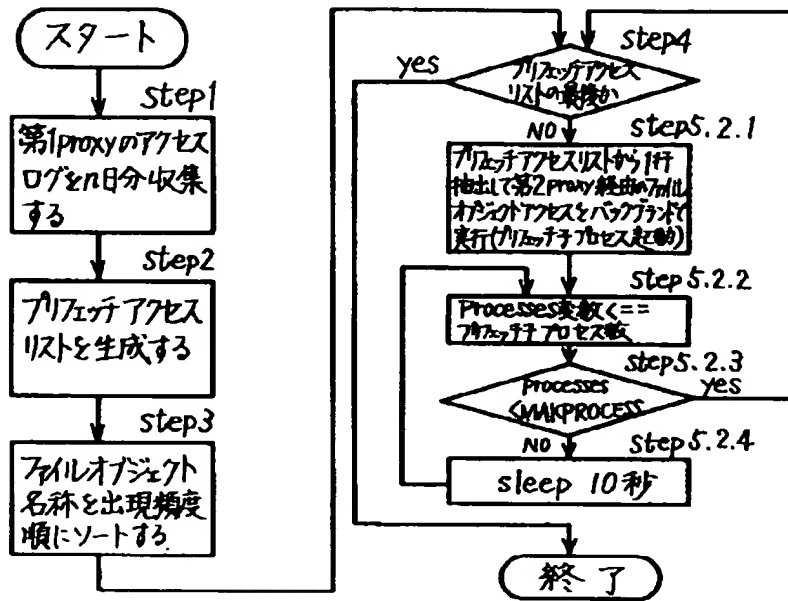 スタート
step1
第1proxyのアクセス
ログをn日分収集
する
step2
プリフェッチアクセス
リストを生成する
step3
ファイルオブジェクト
名称を出現頻度
順にソートする
step4
プリフェッチアクセス
リストの最後か
yes
NO
step5.2.1
プリフェッチアクセスリストから1行
抽出して第2proxy経由のファイル
オブジェクトアクセスをバックグランドで
実行(プリフェッチ子プロセス起動)
step5.2.2
Processes変数<==
プリフェッチ子プロセス数
step5.2.3
Processes
<MAXPROCESS
yes
NO
step5.2.4
sleep 10秒
終了